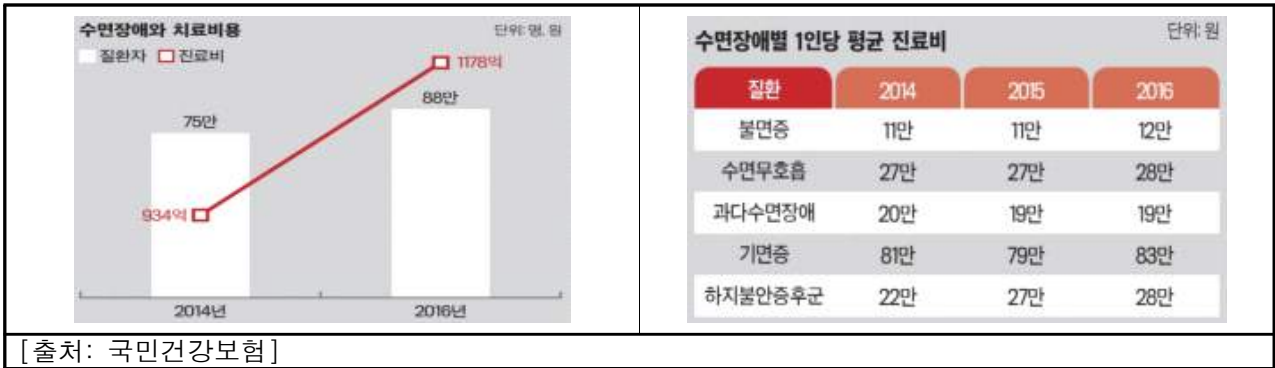 수면장애와 치료비용
단위: 명, 원
질환자 진료비
1178억
88만
75만
934억
2014년 2016년
수면장애별 1인당 평균 진료비
단위: 원
질환 2014 2015 2016
불면증 11만 11만 12만
수면무호흡 27만 27만 28만
과다수면장애 20만 19만 19만
기면증 81만 79만 83만
하지불안증후군 22만 27만 28만
[출처: 국민건강보험]